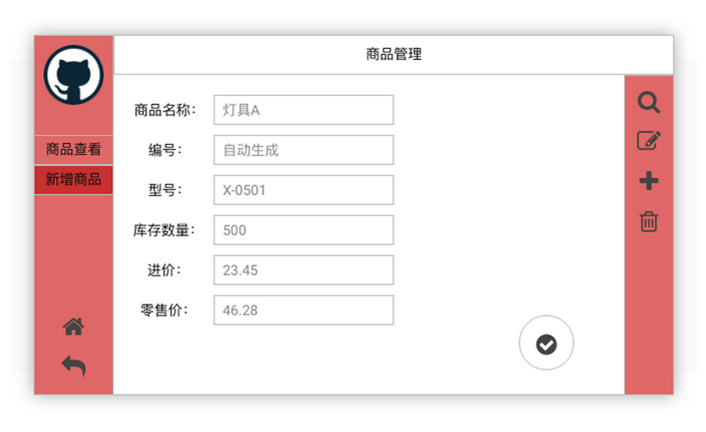 商品管理
商品查看
新增商品
商品名称： 灯具A
编号： 自动生成
型号： X-0501
库存数量： 500
进价： 23.45
零售价： 46.28